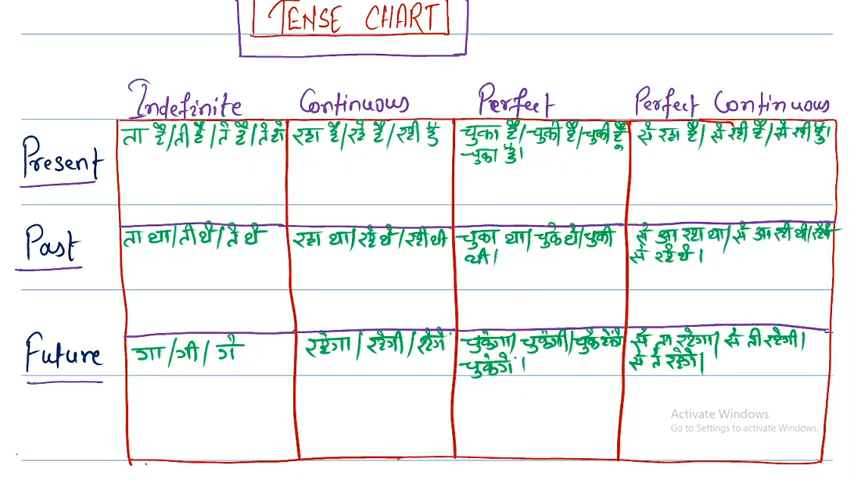 TENSE CHART
Indefinite Continuous Perfect Perfect Continuous
Present
ता है/ती है/ते है/ते हो
रहा है/रहे है/रही हूँ
चुका है/चुकी है/चुकी हूँ
चुका हूँ।
से रहा है/से रही है/से रही हूँ।
Past
ता था/ती थी/ते थे
रहा था/रहे थे/रही थी
चुका था/चुके थे/चुकी
थी।
से आ रहा था/से आ रही थी/
से रहे थे।
Future
गा/गी/गे
रहेगा/रहेगी/रहेंगे
चुकेगा/चुकेगी/
चुकेंगे।
से ता रहेगा/से ती रहेगी।
से ते रहेंगे।
Activate Windows
Go to Settings to activate Windows.